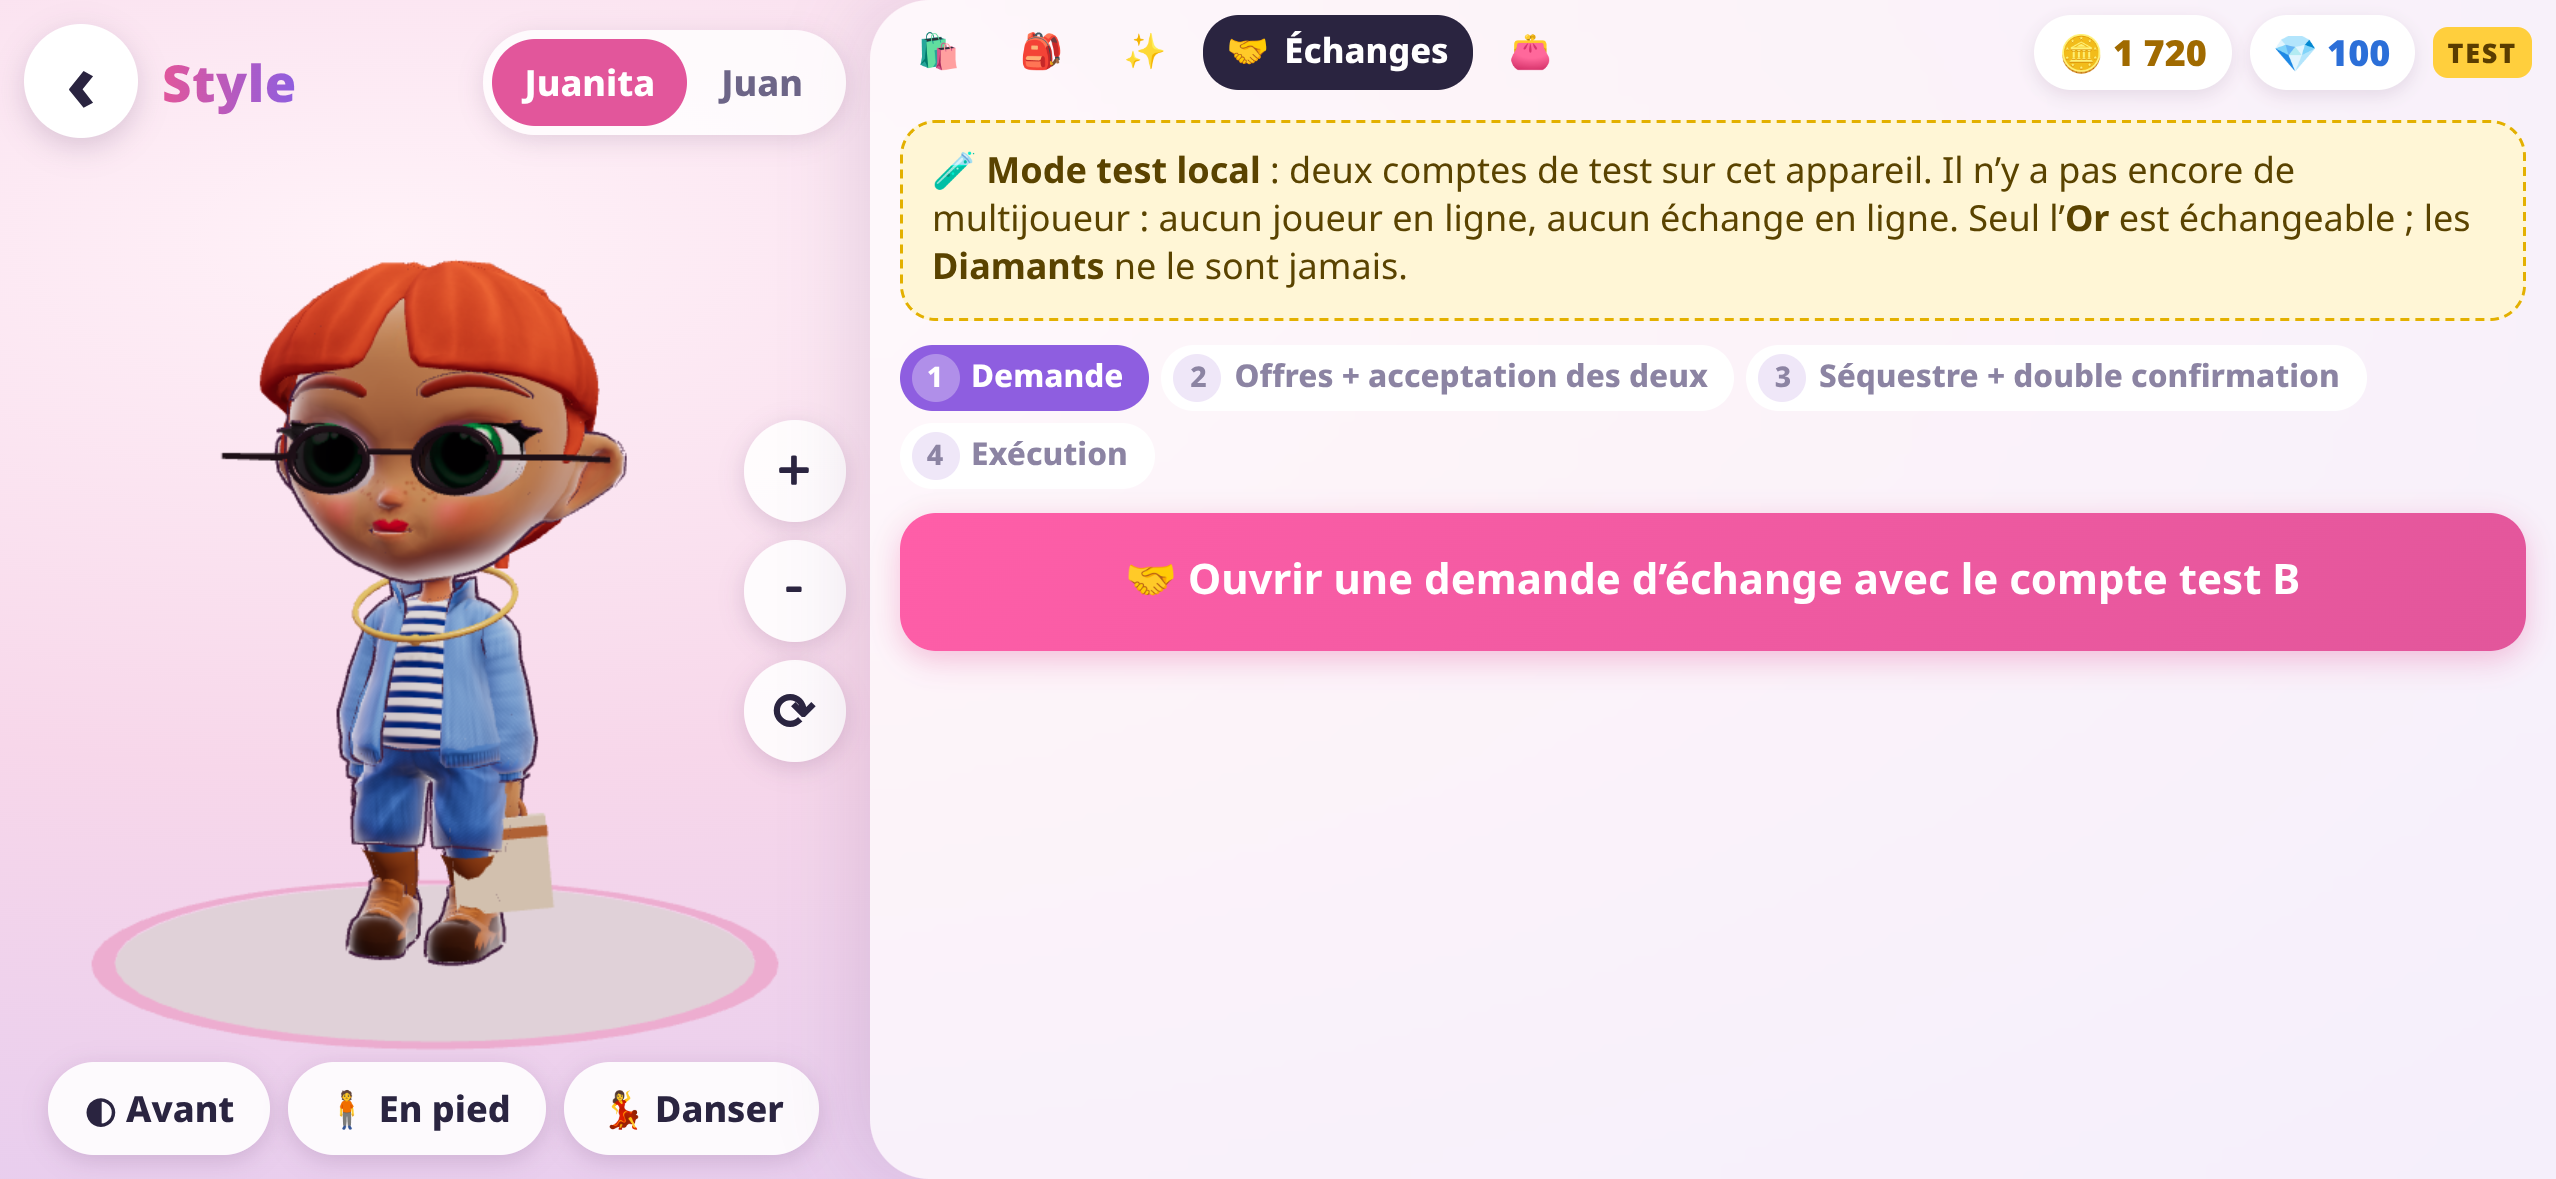 Style
Juanita Juan
🤝 Échanges
🪙 1 720
💎 100
TEST
🧪 Mode test local : deux comptes de test sur cet appareil. Il n’y a pas encore de
multijoueur : aucun joueur en ligne, aucun échange en ligne. Seul l’Or est échangeable ; les
Diamants ne le sont jamais.
1 Demande
2 Offres + acceptation des deux
3 Séquestre + double confirmation
4 Exécution
🤝 Ouvrir une demande d’échange avec le compte test B
+
-
⟳
◐ Avant
🧍 En pied
💃 Danser